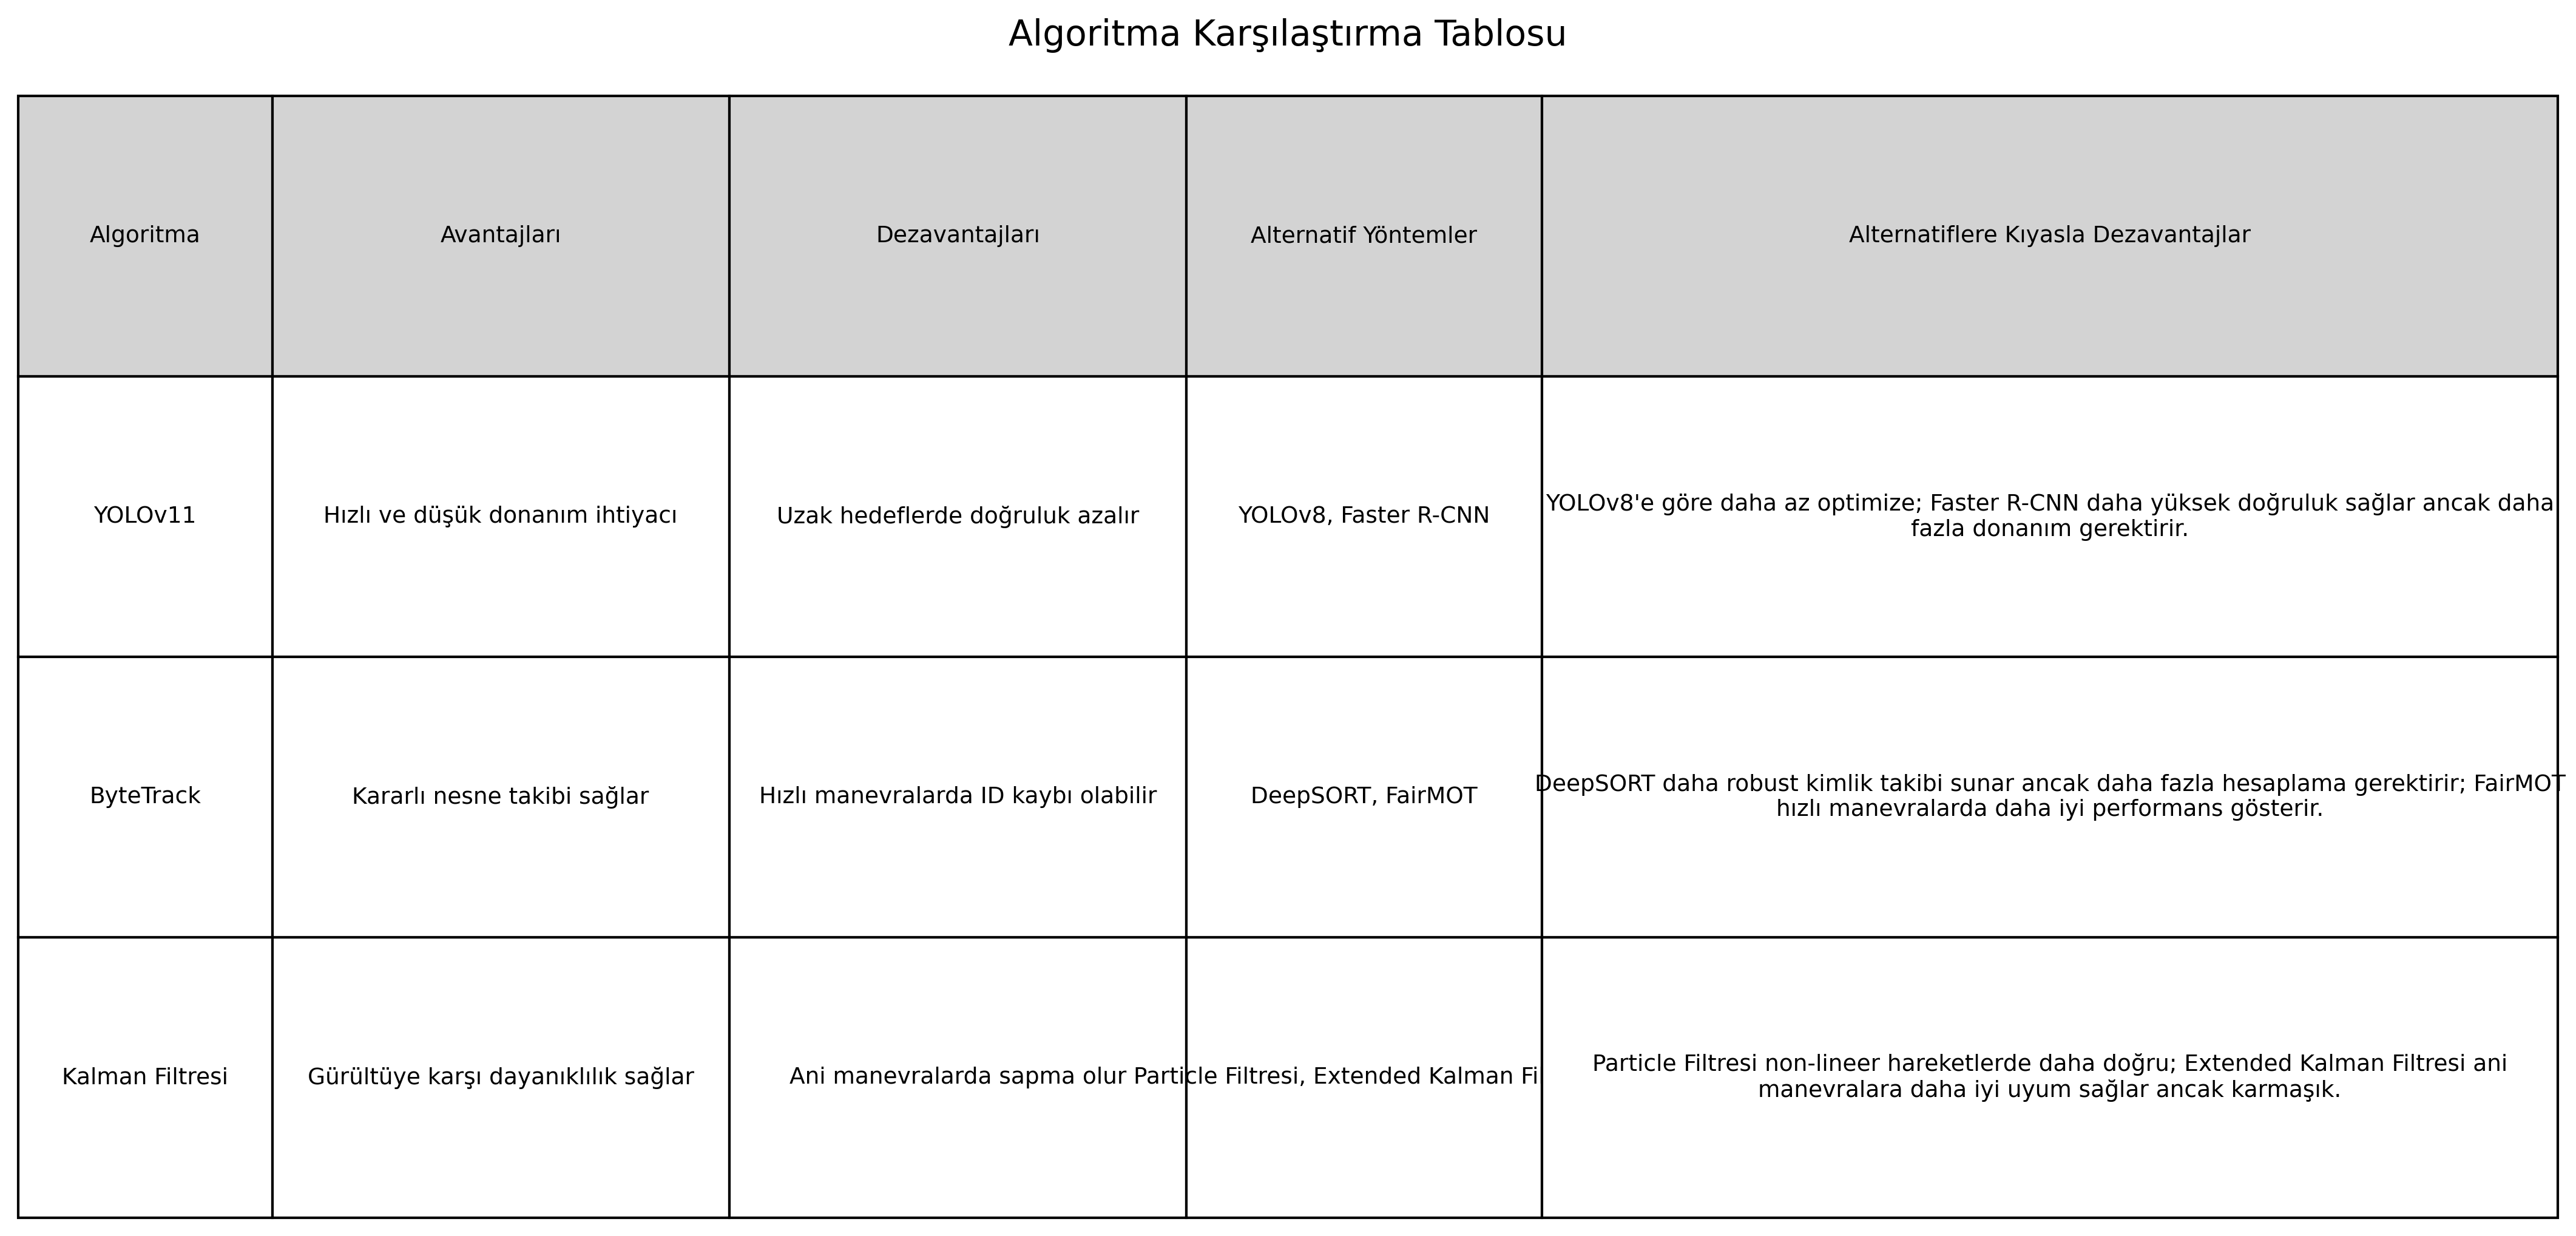 Algoritma Karşılaştırma Tablosu
Algoritma
Avantajları
Dezavantajları
Alternatif Yöntemler
Alternatiflere Kıyasla Dezavantajlar
YOLOv11
Hızlı ve düşük donanım ihtiyacı
Uzak hedeflerde doğruluk azalır
YOLOv8, Faster R-CNN
YOLOv8'e göre daha az optimize; Faster R-CNN daha yüksek doğruluk sağlar ancak daha
fazla donanım gerektirir.
ByteTrack
Kararlı nesne takibi sağlar
Hızlı manevralarda ID kaybı olabilir
DeepSORT, FairMOT
DeepSORT daha robust kimlik takibi sunar ancak daha fazla hesaplama gerektirir; FairMOT
hızlı manevralarda daha iyi performans gösterir.
Kalman Filtresi
Gürültüye karşı dayanıklılık sağlar
Ani manevralarda sapma olur
Particle Filtresi, Extended Kalman Fi
Particle Filtresi non-lineer hareketlerde daha doğru; Extended Kalman Filtresi ani
manevralara daha iyi uyum sağlar ancak karmaşık.